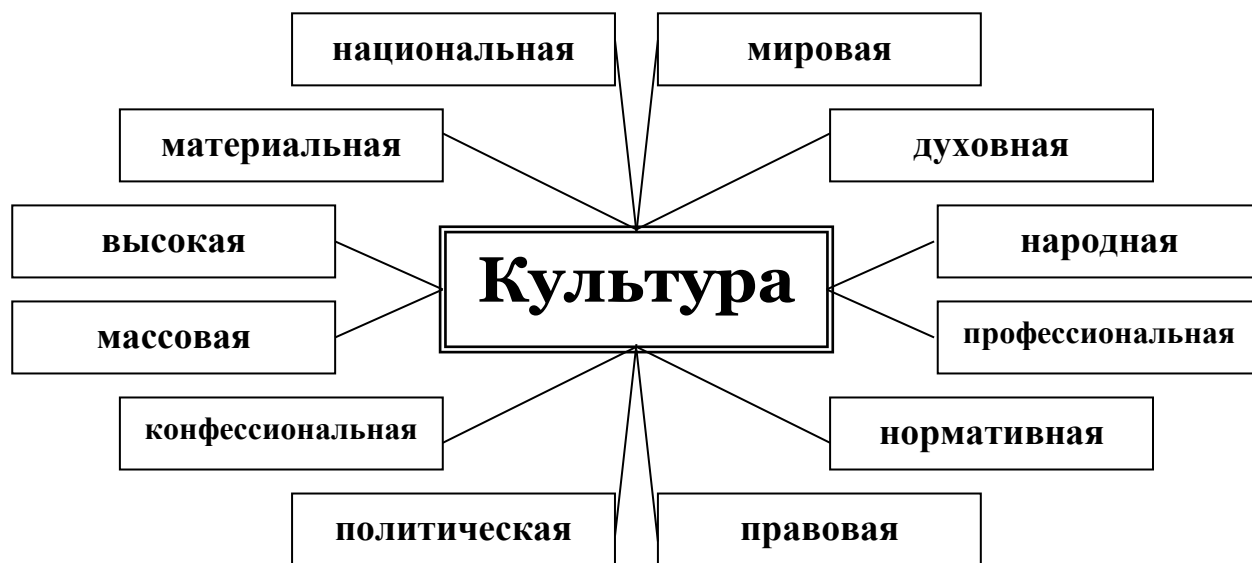 национальная
мировая
материальная
духовная
высокая
народная
Культура
массовая
профессиональная
конфессиональная
нормативная
политическая
правовая